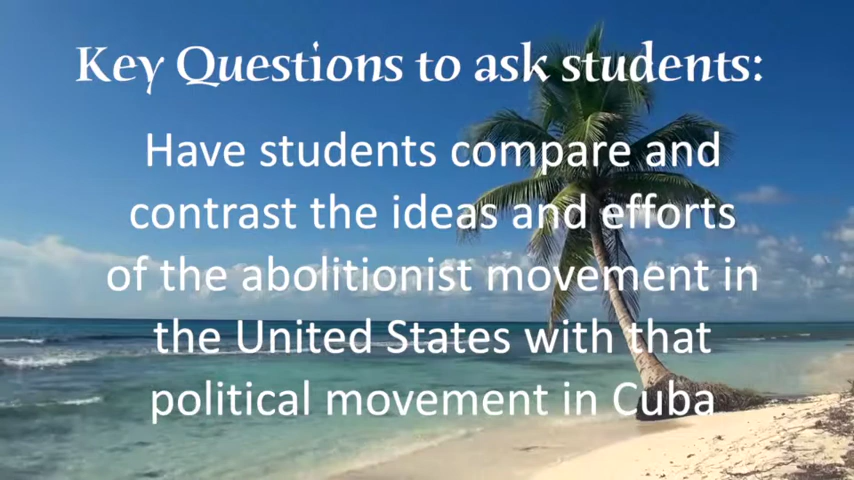 Key Questions to ask students:
Have students compare and
contrast the ideas and efforts
of the abolitionist movement in
the United States with that
political movement in Cuba